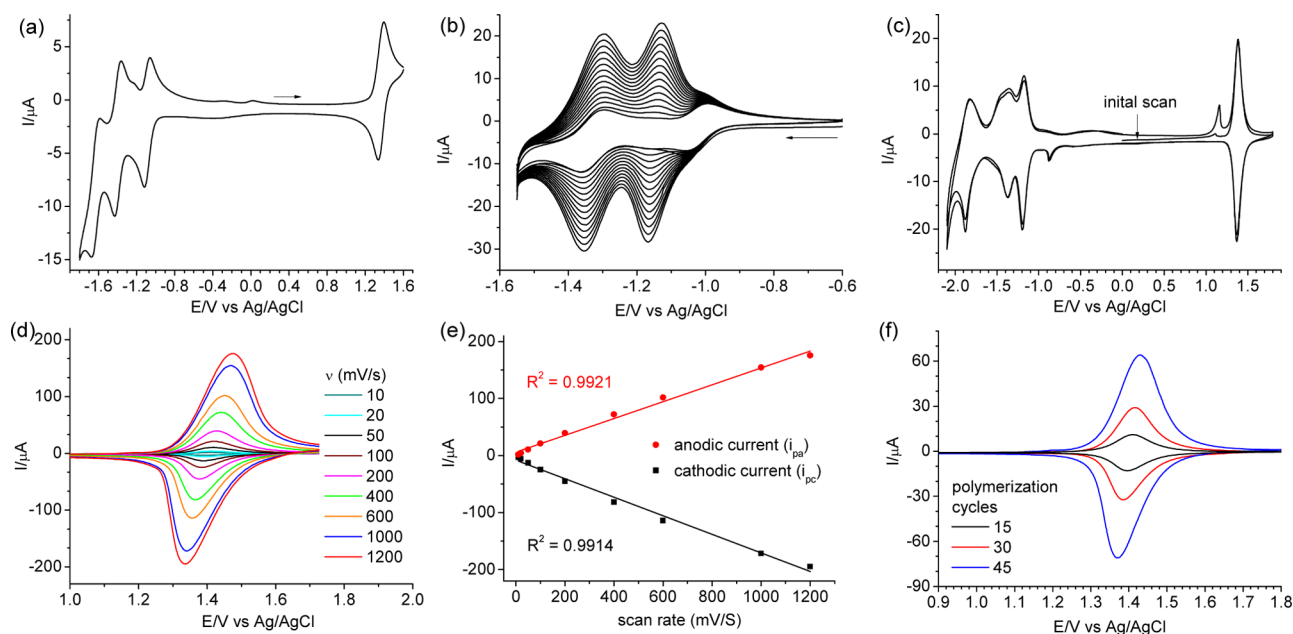 (a)
5
0
-5
-10
-15
I/µA
-1.6 -1.2 -0.8 -0.4 0.0 0.4 0.8 1.2 1.6
E/V vs Ag/AgCl
(b)
20
10
0
-10
-20
-30
I/µA
-1.4 -1.2 -1.0 -0.8 -0.6
E/V vs Ag/AgCl
(c)
20
10
0
-10
-20
I/µA
inital scan
-2.0 -1.5 -1.0 -0.5 0.0 0.5 1.0 1.5
E/V vs Ag/AgCl
(d)
200
100
0
-100
-200
I/µA
ν (mV/s)
10
20
50
100
200
400
600
1000
1200
1.0 1.2 1.4 1.6 1.8 2.0
E/V vs Ag/AgCl
(e)
200
100
0
-100
-200
I/µA
R² = 0.9921
anodic current (iₚₐ)
cathodic current (i_pc)
R² = 0.9914
0 200 400 600 800 1000 1200
scan rate (mV/S)
(f)
60
30
0
-30
-60
-90
I/µA
polymerization
cycles
15
30
45
0.9 1.0 1.1 1.2 1.3 1.4 1.5 1.6 1.7 1.8
E/V vs Ag/AgCl